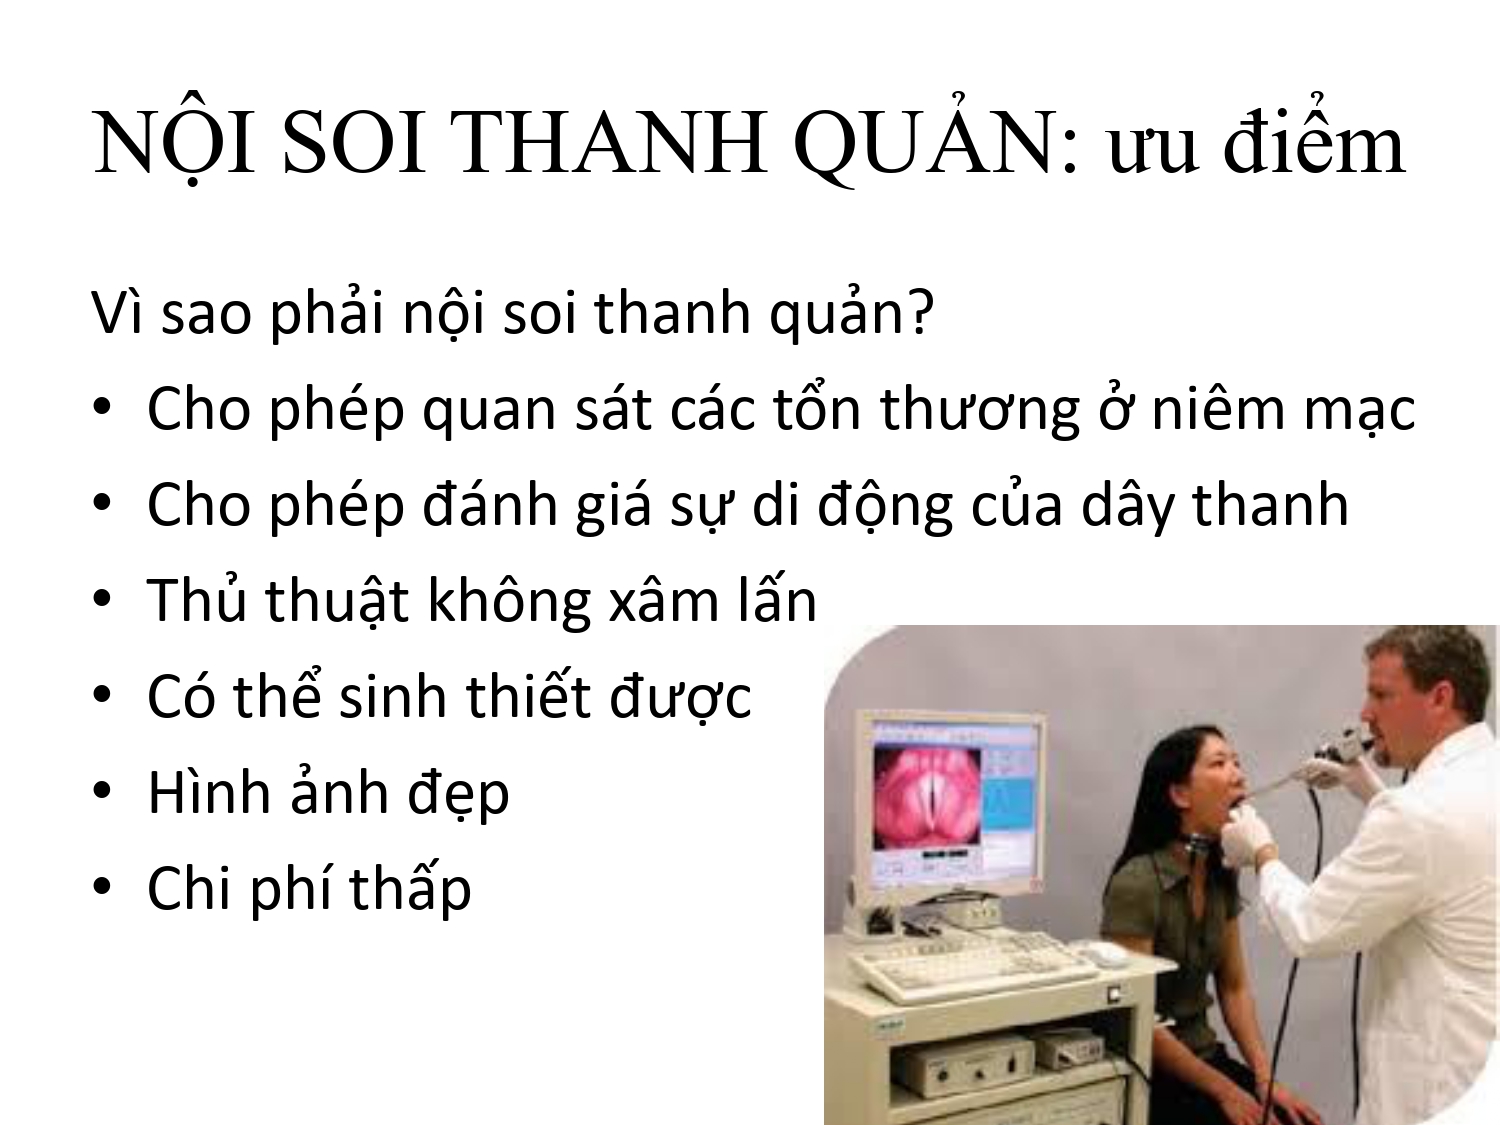 NỘI SOI THANH QUẢN: ưu điểm
Vì sao phải nội soi thanh quản?
• Cho phép quan sát các tổn thương ở niêm mạc
• Cho phép đánh giá sự di động của dây thanh
• Thủ thuật không xâm lấn
• Có thể sinh thiết được
• Hình ảnh đẹp
• Chi phí thấp